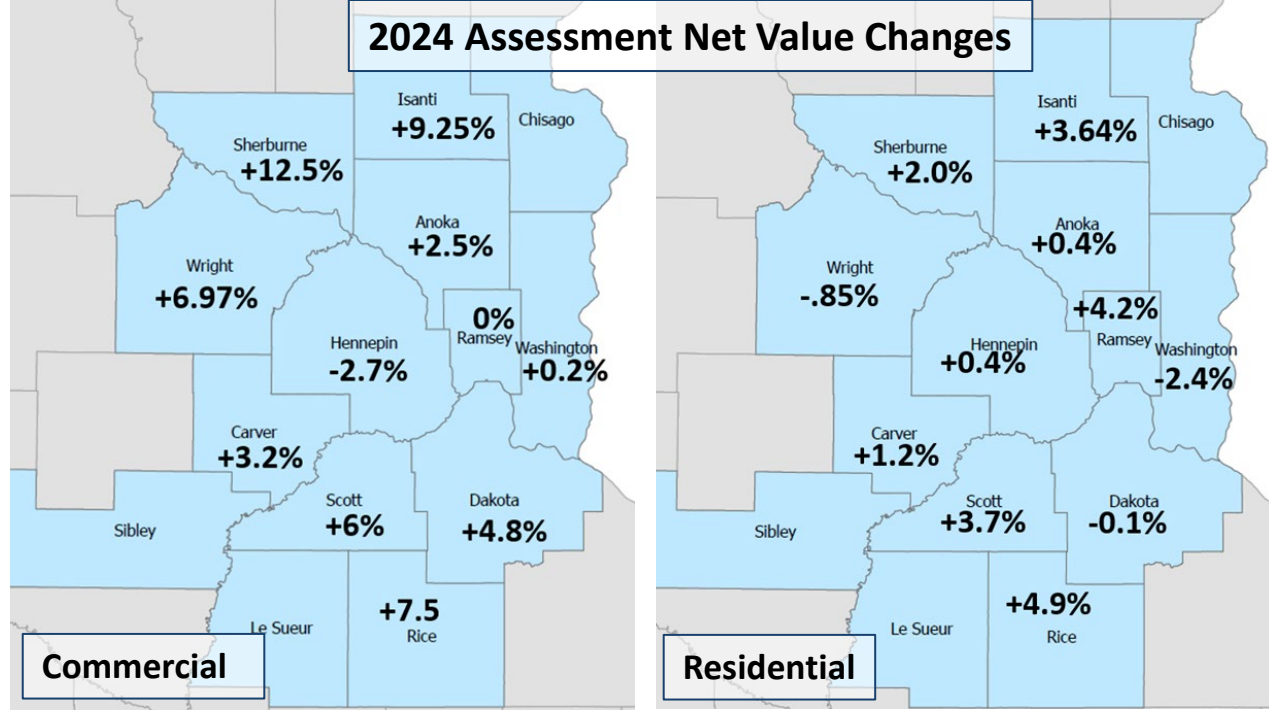 2024 Assessment Net Value Changes
Isanti
+9.25%
Chisago
Sherburne
+12.5%
Anoka
+2.5%
Wright
+6.97%
0%
Ramsey
Hennepin
-2.7%
Washington
+0.2%
Carver
+3.2%
Scott
+6%
Dakota
+4.8%
Sibley
+7.5
Rice
Le Sueur
Commercial
Isanti
+3.64%
Chisago
Sherburne
+2.0%
Anoka
+0.4%
Wright
-.85%
+4.2%
Ramsey
Hennepin
+0.4%
Washington
-2.4%
Carver
+1.2%
Scott
+3.7%
Dakota
-0.1%
Sibley
+4.9%
Rice
Le Sueur
Residential